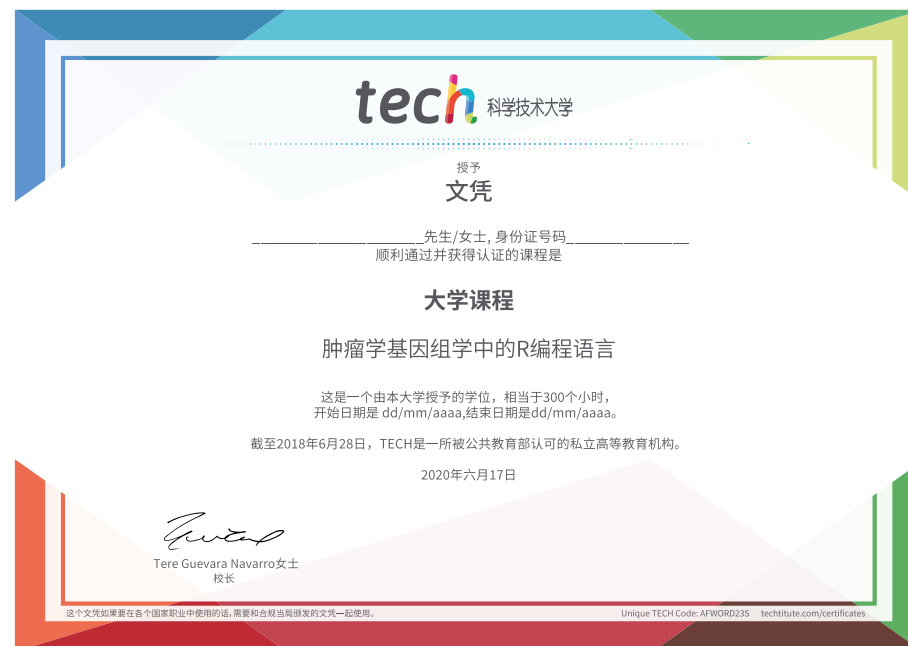 tech 科学技术大学
授予
文凭
_____________________先生/女士, 身份证号码_______________
顺利通过并获得认证的课程是
大学课程
肿瘤学基因组学中的R编程语言
这是一个由本大学授予的学位，相当于300个小时，
开始日期是 dd/mm/aaaa,结束日期是dd/mm/aaaa。
截至2018年6月28日，TECH是一所被公共教育部认可的私立高等教育机构。
2020年六月17日
Tere Guevara Navarro女士
校长
这个文凭如果要在各个国家职业中使用的话,需要和合规当局颁发的文凭一起使用。
Unique TECH Code: AFWORD23S techtitute.com/certificates